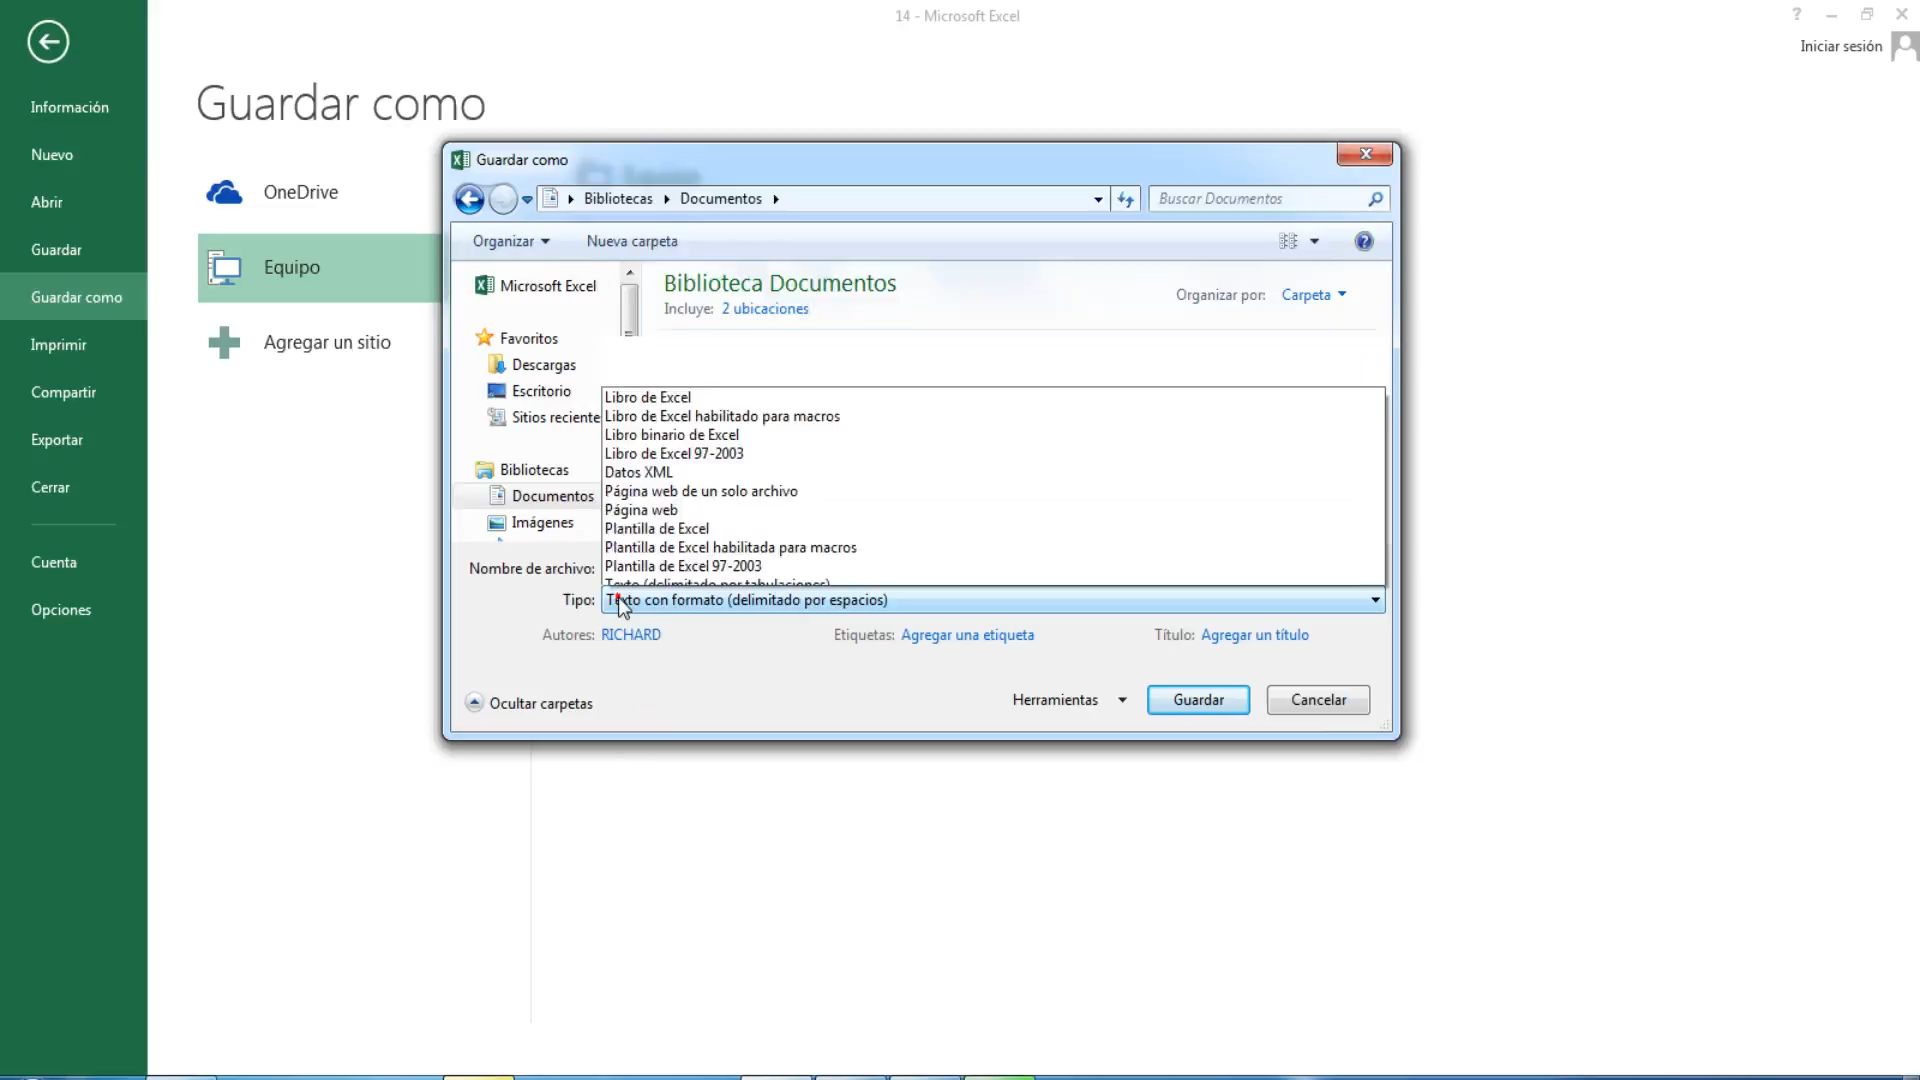 14 - Microsoft Excel
?
Iniciar sesión
Información
Nuevo
Abrir
Guardar
Guardar como
Imprimir
Compartir
Exportar
Cerrar
Cuenta
Opciones
Guardar como
OneDrive
Equipo
Agregar un sitio
Guardar como
Bibliotecas
Documentos
Buscar Documentos
Organizar
Nueva carpeta
Microsoft Excel
Favoritos
Descargas
Escritorio
Sitios reciente
Bibliotecas
Documentos
Imágenes
Biblioteca Documentos
Incluye: 2 ubicaciones
Organizar por: Carpeta
Libro de Excel
Libro de Excel habilitado para macros
Libro binario de Excel
Libro de Excel 97-2003
Datos XML
Página web de un solo archivo
Página web
Plantilla de Excel
Plantilla de Excel habilitada para macros
Plantilla de Excel 97-2003
Texto (delimitado por tabulaciones)
Nombre de archivo:
Tipo: Texto con formato (delimitado por espacios)
Autores: RICHARD
Etiquetas: Agregar una etiqueta
Título: Agregar un título
Ocultar carpetas
Herramientas
Guardar
Cancelar